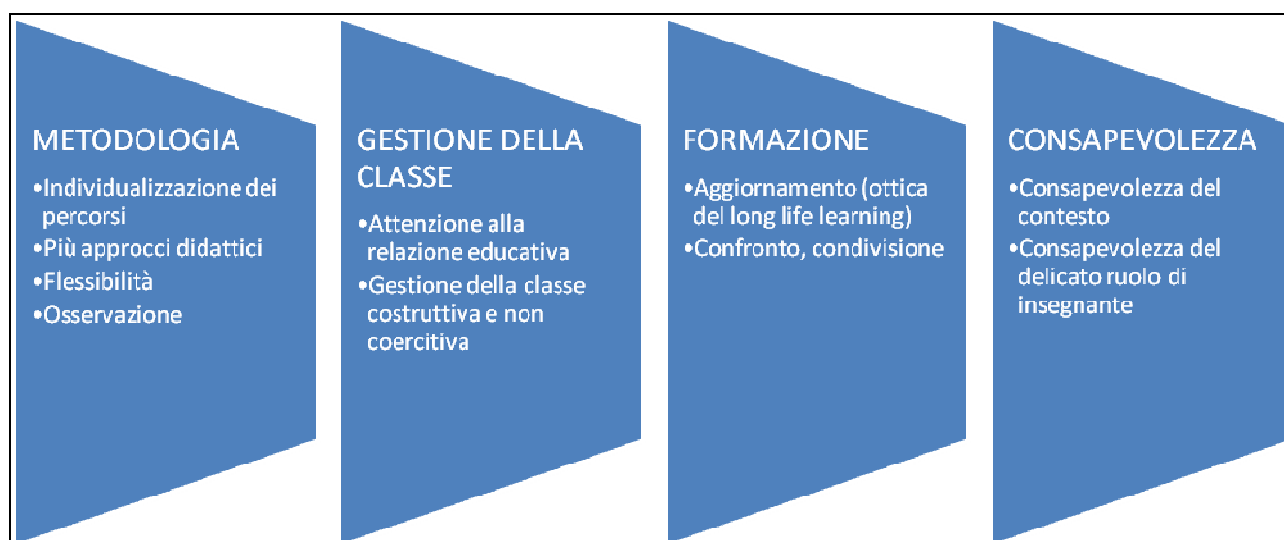 METODOLOGIA
•Individualizzazione dei
percorsi
•Più approcci didattici
•Flessibilità
•Osservazione
GESTIONE DELLA
CLASSE
•Attenzione alla
relazione educativa
•Gestione della classe
costruttiva e non
coercitiva
FORMAZIONE
•Aggiornamento (ottica
del long life learning)
•Confronto, condivisione
CONSAPEVOLEZZA
•Consapevolezza del
contesto
•Consapevolezza del
delicato ruolo di
insegnante